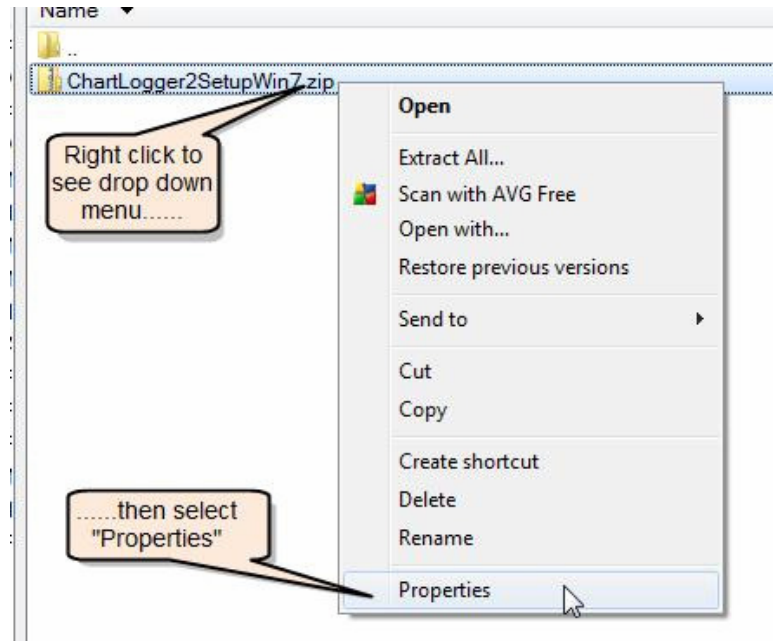 Name
..
ChartLogger2SetupWin7.zip
Right click to
see drop down
menu......
Open
Extract All...
Scan with AVG Free
Open with...
Restore previous versions
Send to
Cut
Copy
Create shortcut
Delete
Rename
......then select
"Properties"
Properties